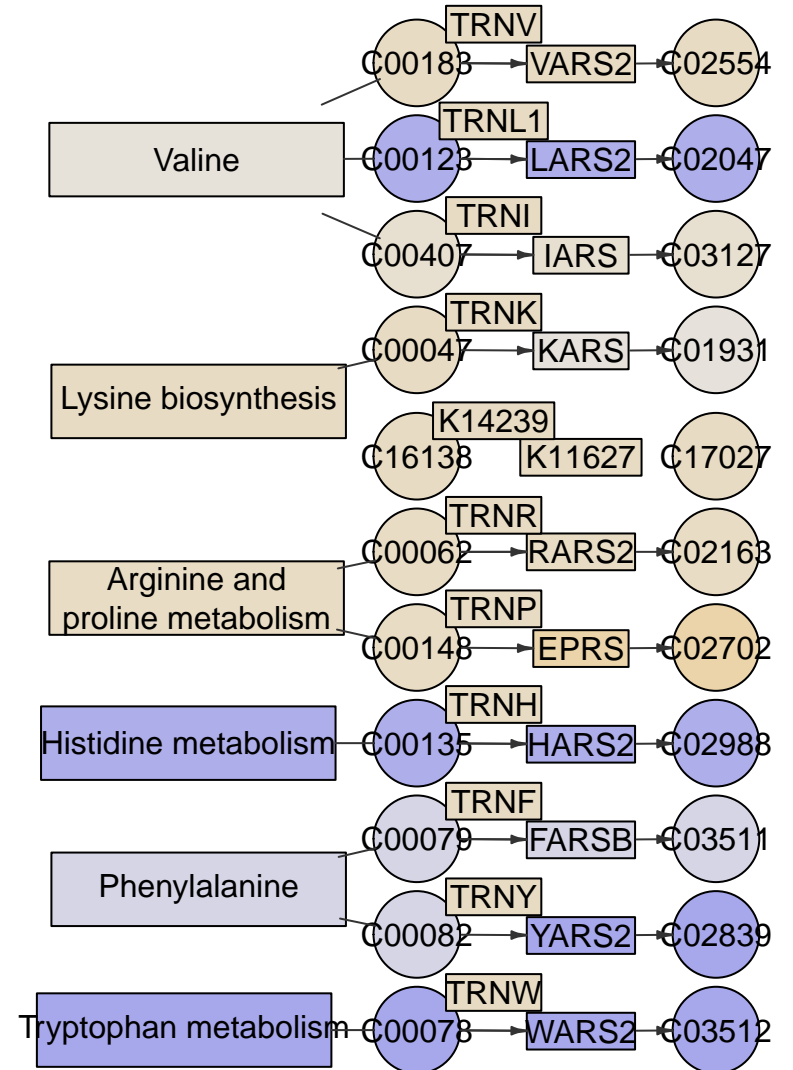 TRNV
C00183 VARS2 C02554
TRNL1
Valine C00123 LARS2 C02047
TRNI
C00407 IARS C03127
TRNK
C00047 KARS C01931
Lysine biosynthesis
K14239
C16138 K11627 C17027
TRNR
C00062 RARS2 C02163
Arginine and
proline metabolism
TRNP
C00148 EPRS C02702
TRNH
Histidine metabolism C00135 HARS2 C02988
TRNF
C00079 FARSB C03511
Phenylalanine
TRNY
C00082 YARS2 C02839
TRNW
Tryptophan metabolism C00078 WARS2 C03512